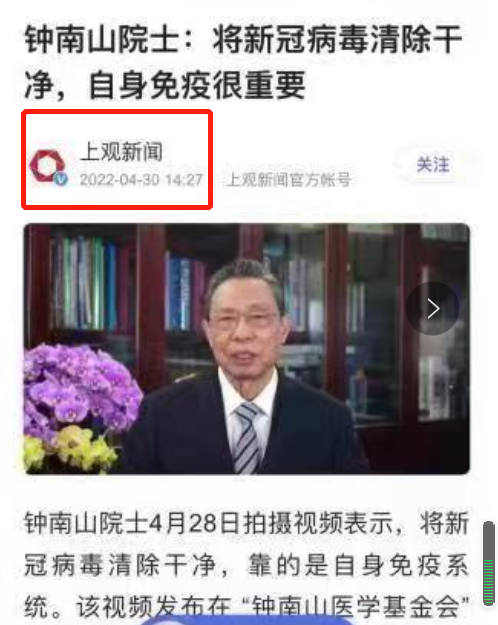 钟南山院士：将新冠病毒清除干
净，自身免疫很重要
上观新闻
关注
2022-04-30 14:27 上观新闻官方帐号
钟南山院士4月28日拍摄视频表示，将新
冠病毒清除干净，靠的是自身免疫系
统。该视频发布在 “钟南山医学基金会”